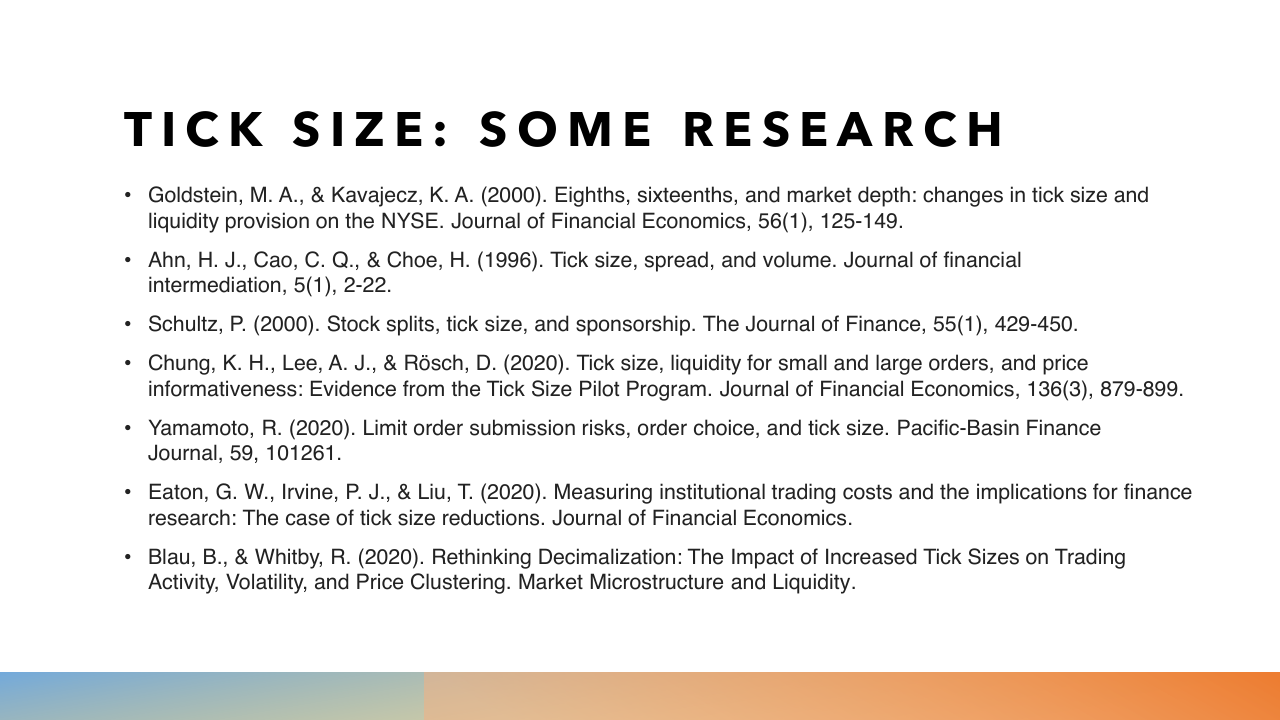 TICK SIZE: SOME RESEARCH
• Goldstein, M. A., & Kavajecz, K. A. (2000). Eighths, sixteenths, and market depth: changes in tick size and
liquidity provision on the NYSE. Journal of Financial Economics, 56(1), 125-149.
• Ahn, H. J., Cao, C. Q., & Choe, H. (1996). Tick size, spread, and volume. Journal of financial
intermediation, 5(1), 2-22.
• Schultz, P. (2000). Stock splits, tick size, and sponsorship. The Journal of Finance, 55(1), 429-450.
• Chung, K. H., Lee, A. J., & Rösch, D. (2020). Tick size, liquidity for small and large orders, and price
informativeness: Evidence from the Tick Size Pilot Program. Journal of Financial Economics, 136(3), 879-899.
• Yamamoto, R. (2020). Limit order submission risks, order choice, and tick size. Pacific-Basin Finance
Journal, 59, 101261.
• Eaton, G. W., Irvine, P. J., & Liu, T. (2020). Measuring institutional trading costs and the implications for finance
research: The case of tick size reductions. Journal of Financial Economics.
• Blau, B., & Whitby, R. (2020). Rethinking Decimalization: The Impact of Increased Tick Sizes on Trading
Activity, Volatility, and Price Clustering. Market Microstructure and Liquidity.